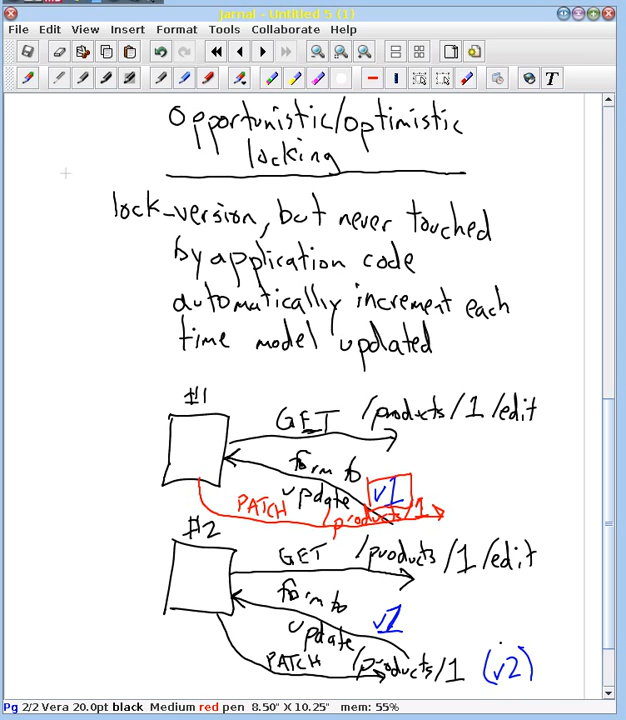 jarnal - Untitled 5 (1)
File Edit View Insert Format Tools Collaborate Help
T
Opportunistic/optimistic
locking
lock_version, but never touched
by application code
automatically increment each
time model updated
#1
GET /products/1/edit
form to
update v1
PATCH /products/1
#2
GET /products/1/edit
form to
update v1
PATCH /products/1 (v2)
Pg 2/2 Vera 20.0pt black Medium red pen 8.50" X 10.25" mem: 55%